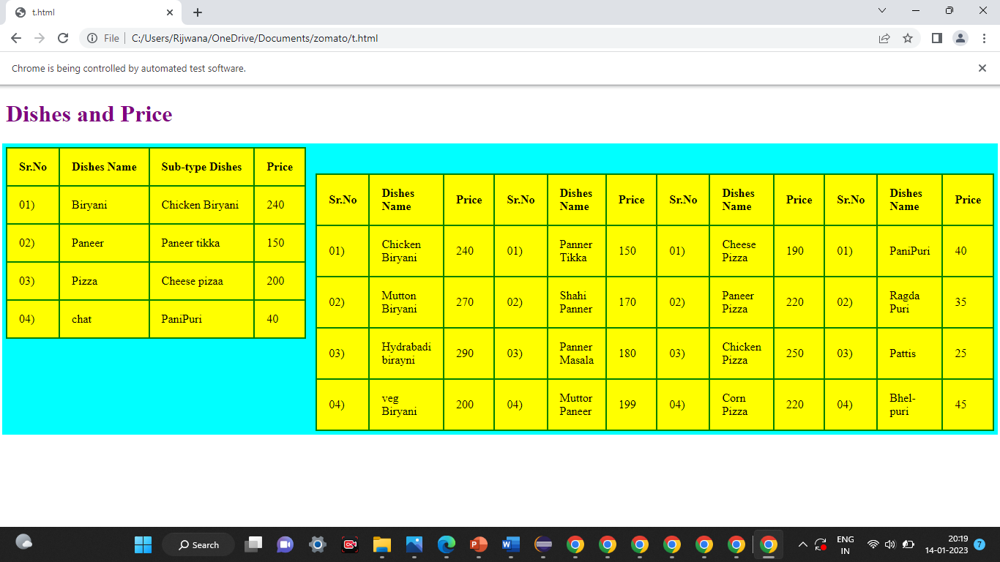 t.html
File C:/Users/Rijwana/OneDrive/Documents/zomato/t.html
Chrome is being controlled by automated test software.
Dishes and Price
Sr.No Dishes Name Sub-type Dishes Price
01) Biryani Chicken Biryani 240
02) Paneer Paneer tikka 150
03) Pizza Cheese pizaa 200
04) chat PaniPuri 40
Sr.No Dishes Name Price Sr.No Dishes Name Price Sr.No Dishes Name Price Sr.No Dishes Name Price
01) Chicken Biryani 240 01) Panner Tikka 150 01) Cheese Pizza 190 01) PaniPuri 40
02) Mutton Biryani 270 02) Shahi Panner 170 02) Paneer Pizza 220 02) Ragda Puri 35
03) Hydrabadi birayni 290 03) Panner Masala 180 03) Chicken Pizza 250 03) Pattis 25
04) veg Biryani 200 04) Muttor Paneer 199 04) Corn Pizza 220 04) Bhel-puri 45
Search
ENG
IN
20:19
14-01-2023
7